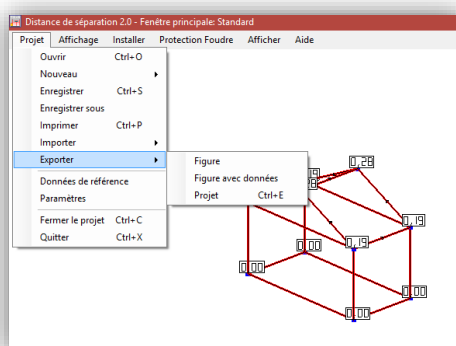 Distance de séparation 2.0 - Fenêtre principale: Standard
Projet Affichage Installer Protection Foudre Afficher Aide
Ouvrir Ctrl+O
Nouveau
Enregistrer Ctrl+S
Enregistrer sous
Imprimer Ctrl+P
Importer
Exporter
Figure
Figure avec données
Projet Ctrl+E
Données de référence
Paramètres
Fermer le projet Ctrl+C
Quitter Ctrl+X
0,28
0,19
0,19
0,00
0,00
0,00
0,00